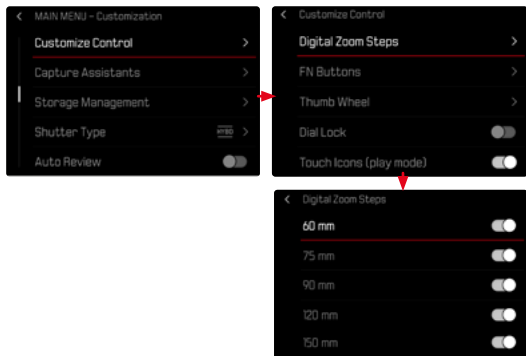 MAIN MENU - Customization
Customize Control
Capture Assistants
Storage Management
Shutter Type HYBD
Auto Review
Customize Control
Digital Zoom Steps
FN Buttons
Thumb Wheel
Dial Lock
Touch Icons (play mode)
Digital Zoom Steps
60 mm
75 mm
90 mm
120 mm
150 mm